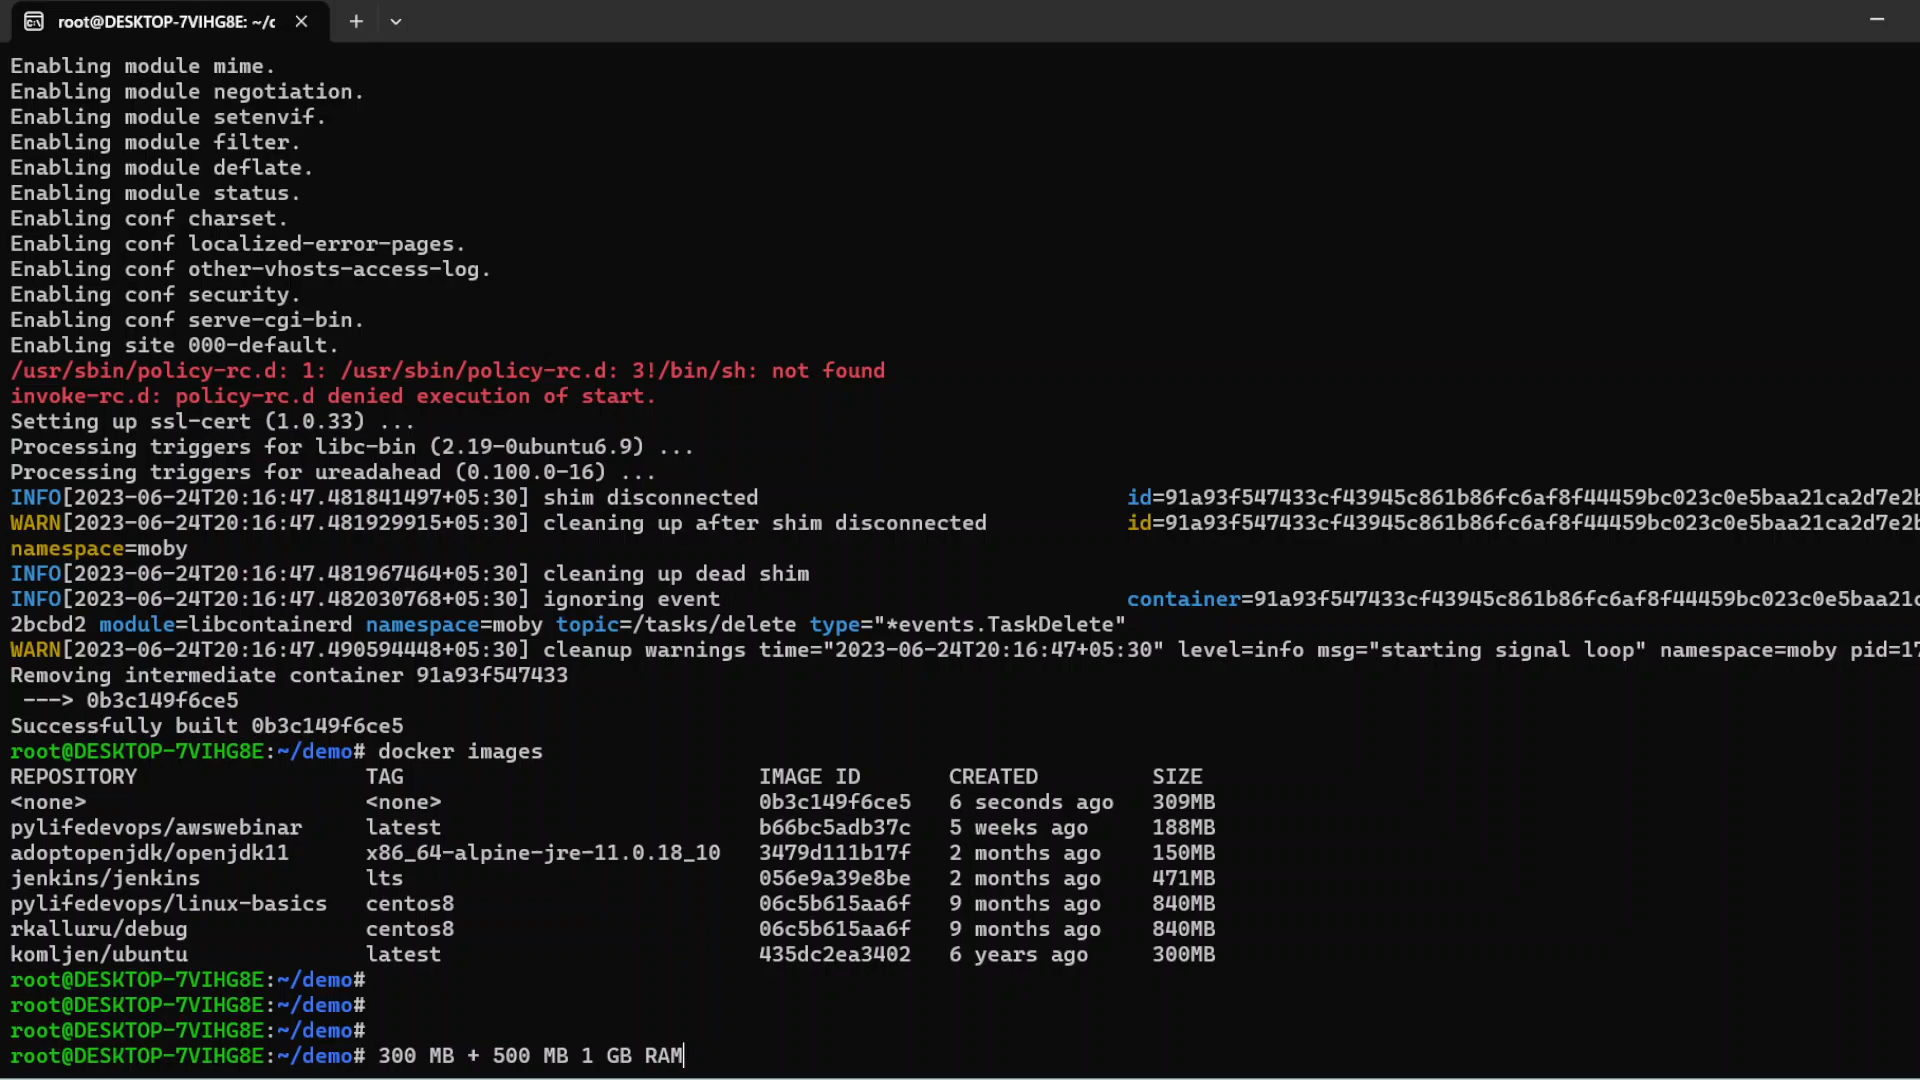 root@DESKTOP-7VIHG8E: ~/c
Enabling module mime.
Enabling module negotiation.
Enabling module setenvif.
Enabling module filter.
Enabling module deflate.
Enabling module status.
Enabling conf charset.
Enabling conf localized-error-pages.
Enabling conf other-vhosts-access-log.
Enabling conf security.
Enabling conf serve-cgi-bin.
Enabling site 000-default.
/usr/sbin/policy-rc.d: 1: /usr/sbin/policy-rc.d: 3!/bin/sh: not found
invoke-rc.d: policy-rc.d denied execution of start.
Setting up ssl-cert (1.0.33) ...
Processing triggers for libc-bin (2.19-0ubuntu6.9) ...
Processing triggers for ureadahead (0.100.0-16) ...
INFO[2023-06-24T20:16:47.481841497+05:30] shim disconnected id=91a93f547433cf43945c861b86fc6af8f44459bc023c0e5baa21ca2d7e2b
WARN[2023-06-24T20:16:47.481929915+05:30] cleaning up after shim disconnected id=91a93f547433cf43945c861b86fc6af8f44459bc023c0e5baa21ca2d7e2b
namespace=moby
INFO[2023-06-24T20:16:47.481967464+05:30] cleaning up dead shim
INFO[2023-06-24T20:16:47.482030768+05:30] ignoring event container=91a93f547433cf43945c861b86fc6af8f44459bc023c0e5baa21c
2bcbd2 module=libcontainerd namespace=moby topic=/tasks/delete type="*events.TaskDelete"
WARN[2023-06-24T20:16:47.490594448+05:30] cleanup warnings time="2023-06-24T20:16:47+05:30" level=info msg="starting signal loop" namespace=moby pid=17
Removing intermediate container 91a93f547433
---> 0b3c149f6ce5
Successfully built 0b3c149f6ce5
root@DESKTOP-7VIHG8E:~/demo# docker images
REPOSITORY TAG IMAGE ID CREATED SIZE
<none> <none> 0b3c149f6ce5 6 seconds ago 309MB
pylifedevops/awswebinar latest b66bc5adb37c 5 weeks ago 188MB
adoptopenjdk/openjdk11 x86_64-alpine-jre-11.0.18_10 3479d111b17f 2 months ago 150MB
jenkins/jenkins lts 056e9a39e8be 2 months ago 471MB
pylifedevops/linux-basics centos8 06c5b615aa6f 9 months ago 840MB
rkalluru/debug centos8 06c5b615aa6f 9 months ago 840MB
komljen/ubuntu latest 435dc2ea3402 6 years ago 300MB
root@DESKTOP-7VIHG8E:~/demo#
root@DESKTOP-7VIHG8E:~/demo#
root@DESKTOP-7VIHG8E:~/demo#
root@DESKTOP-7VIHG8E:~/demo# 300 MB + 500 MB 1 GB RAM